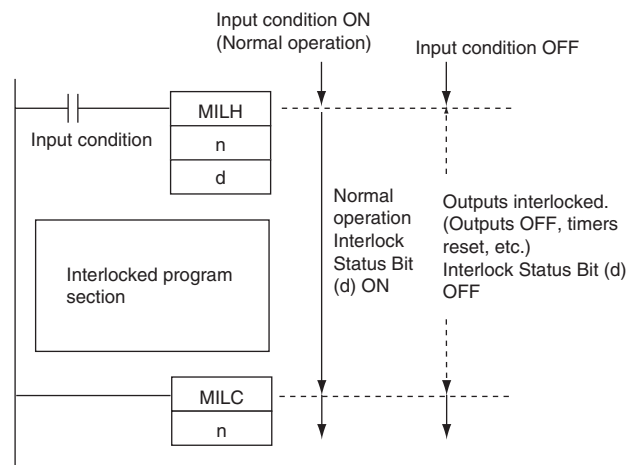 Input condition ON
(Normal operation)
Input condition OFF
MILH
n
d
Input condition
Normal
operation
Interlock
Status Bit
(d) ON
Outputs interlocked.
(Outputs OFF, timers
reset, etc.)
Interlock Status Bit (d)
OFF
Interlocked program
section
MILC
n